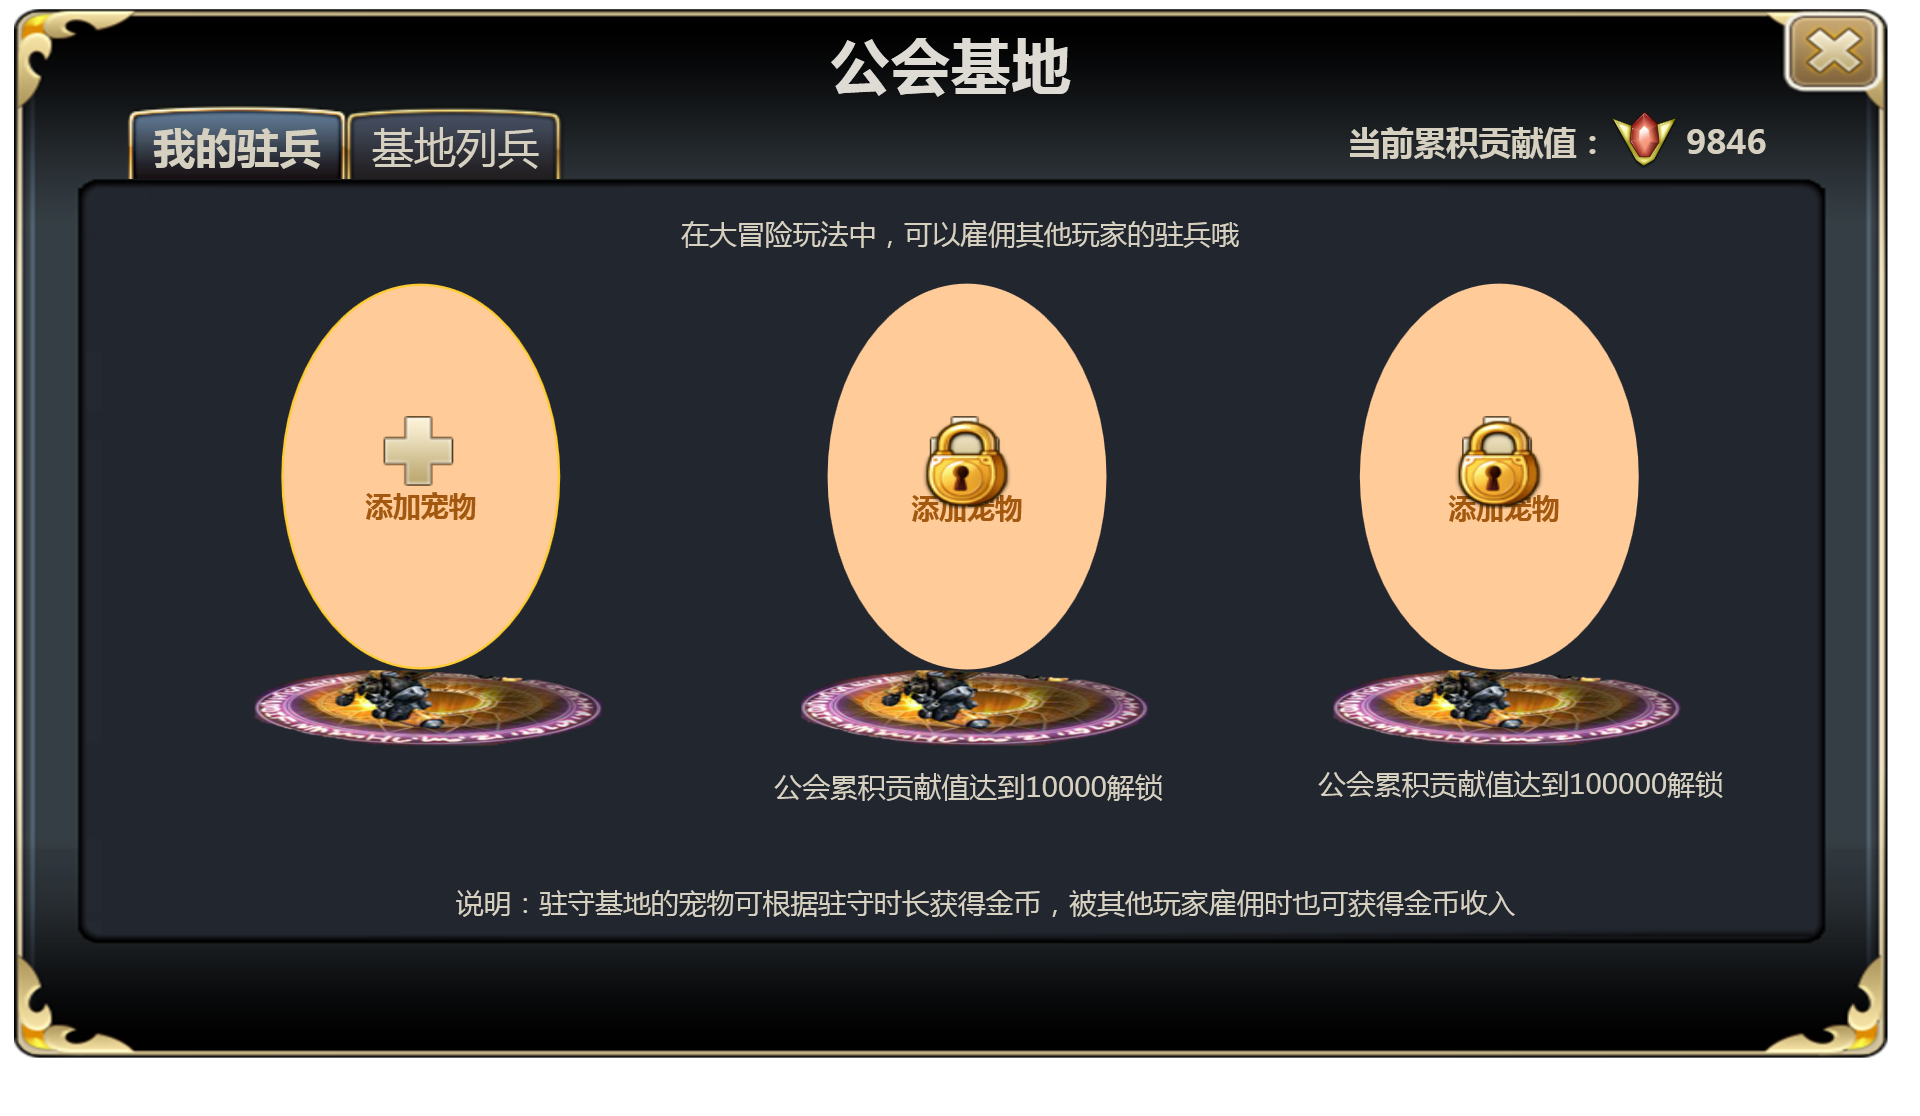 公会基地
我的驻兵
基地列兵
当前累积贡献值：
9846
在大冒险玩法中，可以雇佣其他玩家的驻兵哦
添加宠物
添加宠物
添加宠物
公会累积贡献值达到10000解锁
公会累积贡献值达到100000解锁
说明：驻守基地的宠物可根据驻守时长获得金币，被其他玩家雇佣时也可获得金币收入